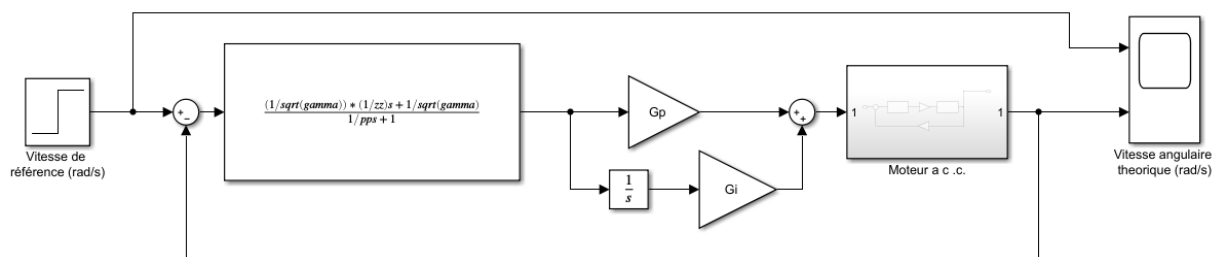 Vitesse de
référence (rad/s)
+
−
(1/sqrt(gamma)) * (1/zz)s + 1/sqrt(gamma)
1/pps + 1
Gp
1
s
Gi
+
+
1
1
Moteur a c .c.
Vitesse angulaire
theorique (rad/s)